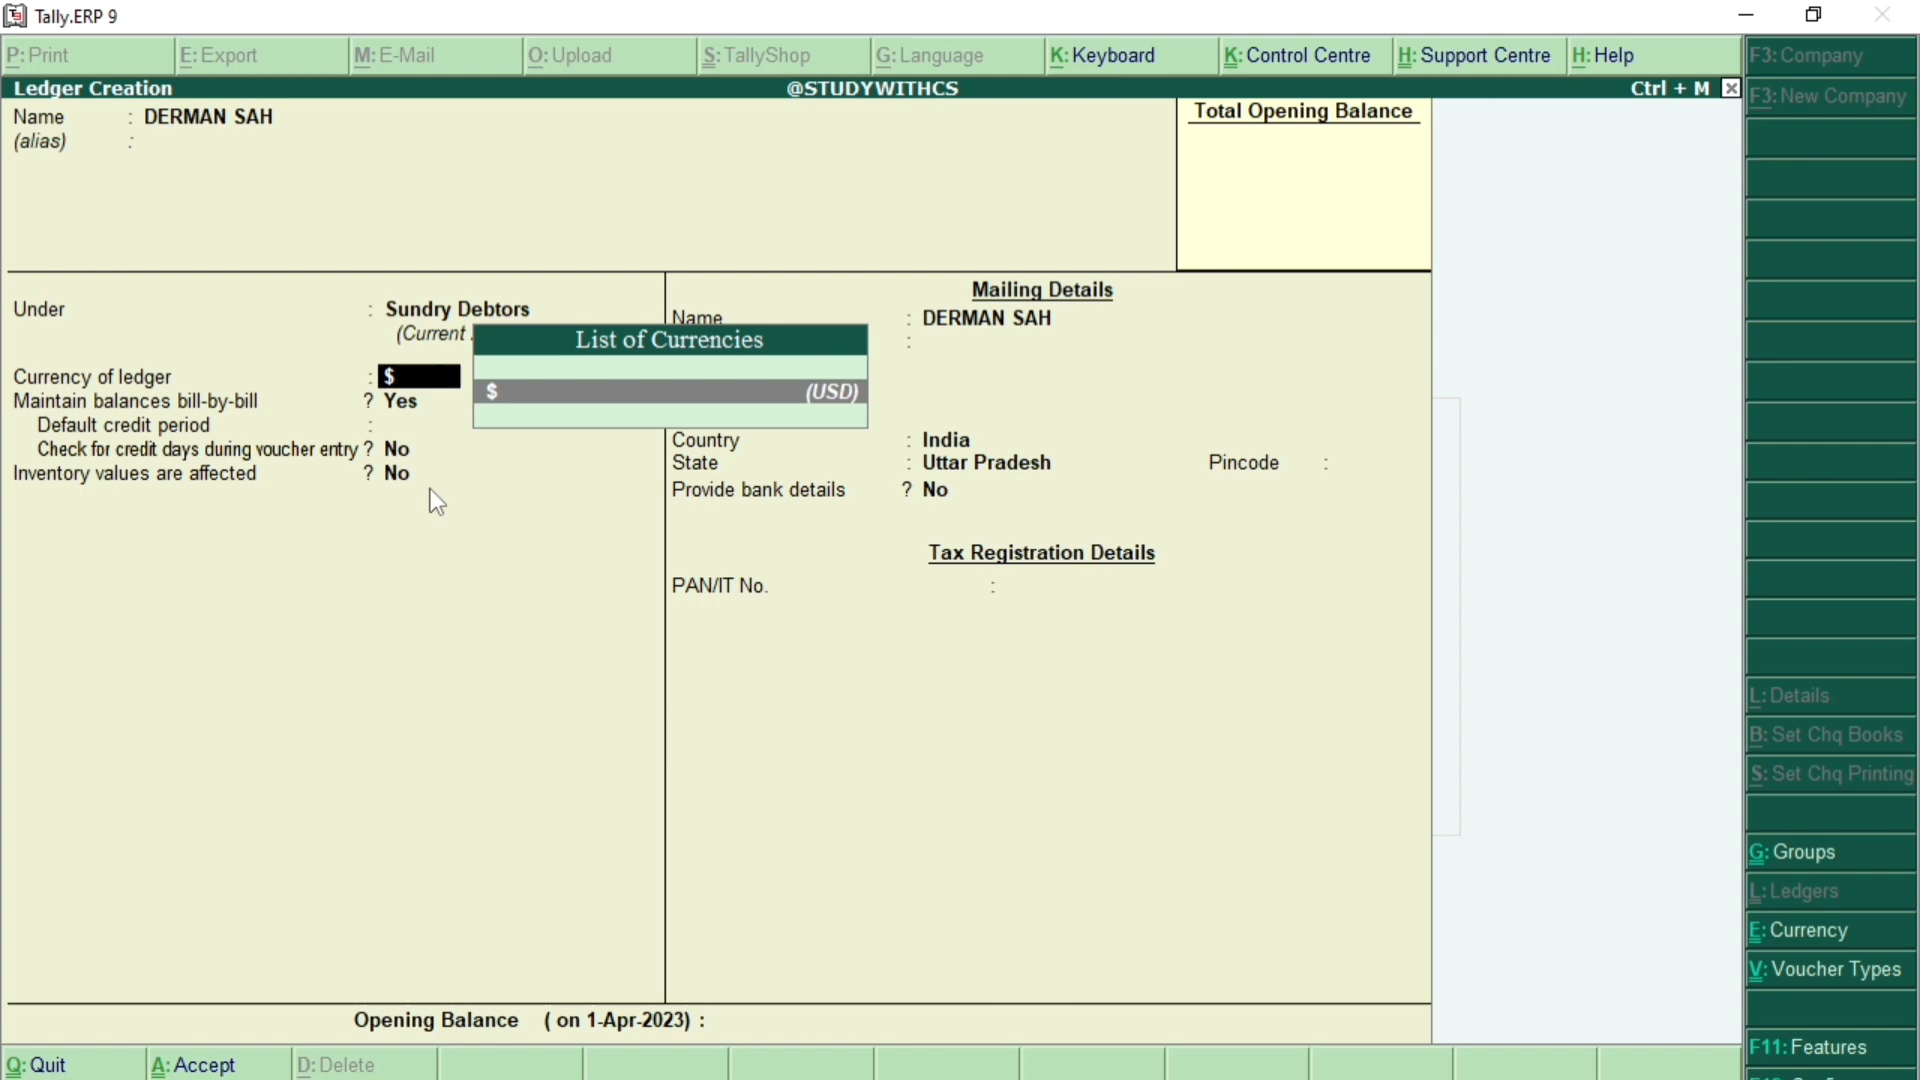 Tally.ERP 9
P: Print E: Export M: E-Mail O: Upload S: TallyShop G: Language K: Keyboard K: Control Centre H: Support Centre H: Help
Ledger Creation @STUDYWITHCS Ctrl + M
Name : DERMAN SAH
(alias) :
Total Opening Balance
Under : Sundry Debtors
(Current
Currency of ledger : $
Maintain balances bill-by-bill ? Yes
Default credit period :
Check for credit days during voucher entry ? No
Inventory values are affected ? No
List of Currencies
$ (USD)
Mailing Details
Name : DERMAN SAH
:
Country : India
State : Uttar Pradesh Pincode :
Provide bank details ? No
Tax Registration Details
PAN/IT No. :
Opening Balance ( on 1-Apr-2023) :
Q: Quit A: Accept D: Delete
F3: Company
F3: New Company
L: Details
B: Set Chq Books
S: Set Chq Printing
G: Groups
L: Ledgers
E: Currency
V: Voucher Types
F11: Features